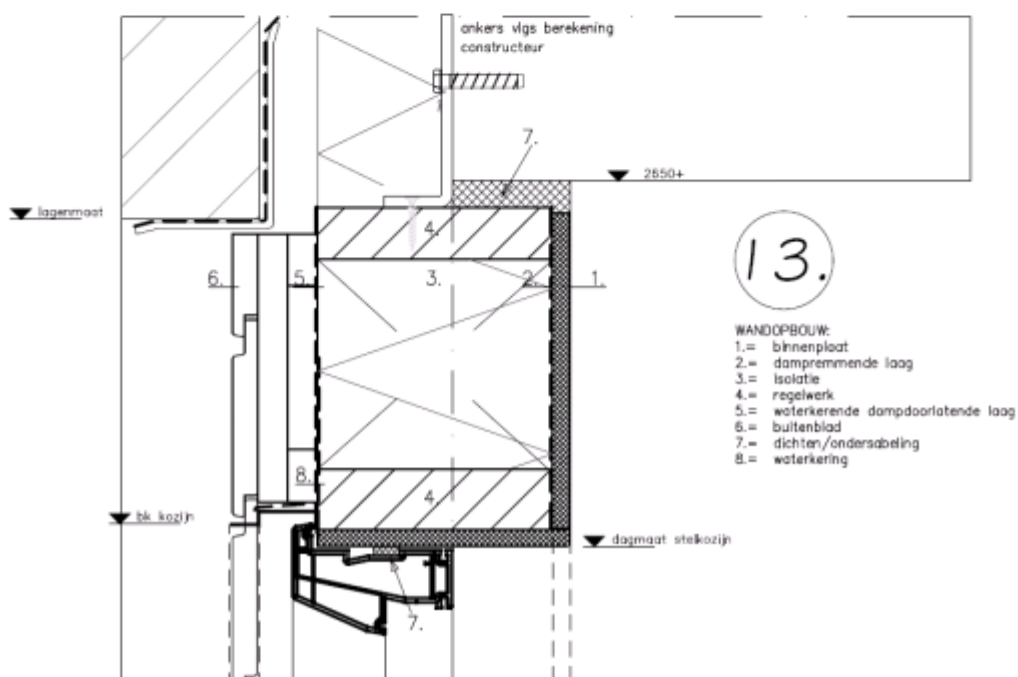 ankers vlgs berekening
constructeur
7.
2650+
lagenmaat
4.
13.
6.
5.
3.
2.
1.
WANDOPBOUW:
1.= binnenplaat
2.= dampremmende laag
3.= isolatie
4.= regelwerk
5.= waterkerende dampdoorlatende laag
6.= buitenblad
7.= dichten/ondersabeling
8.= waterkering
8.
4.
bk kozijn
dagmaat stelkozijn
7.